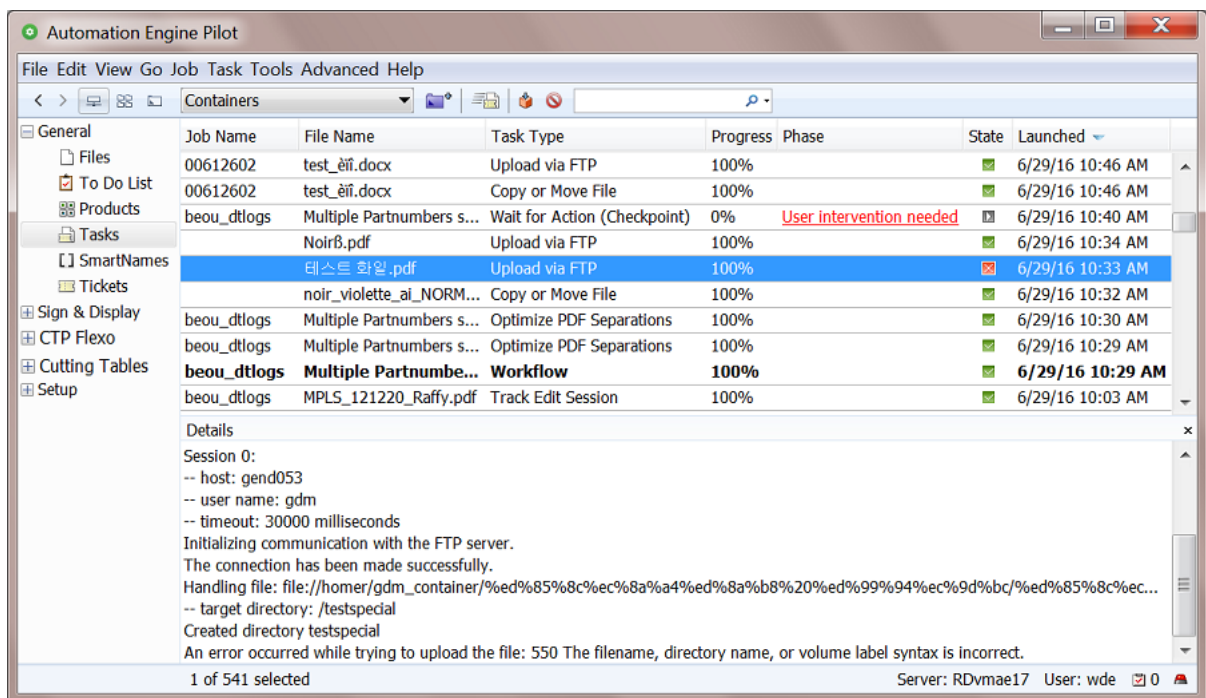 Automation Engine Pilot
File Edit View Go Job Task Tools Advanced Help
Containers
General
Files
To Do List
Products
Tasks
SmartNames
Tickets
Sign & Display
CTP Flexo
Cutting Tables
Setup
Job Name File Name Task Type Progress Phase State Launched
00612602 test_èïî.docx Upload via FTP 100% 6/29/16 10:46 AM
00612602 test_èïî.docx Copy or Move File 100% 6/29/16 10:46 AM
beou_dtlogs Multiple Partnumbers s... Wait for Action (Checkpoint) 0% User intervention needed 6/29/16 10:40 AM
Noirß.pdf Upload via FTP 100% 6/29/16 10:34 AM
테스트 화일.pdf Upload via FTP 100% 6/29/16 10:33 AM
noir_violette_ai_NORM... Copy or Move File 100% 6/29/16 10:32 AM
beou_dtlogs Multiple Partnumbers s... Optimize PDF Separations 100% 6/29/16 10:30 AM
beou_dtlogs Multiple Partnumbers s... Optimize PDF Separations 100% 6/29/16 10:29 AM
beou_dtlogs Multiple Partnumbe... Workflow 100% 6/29/16 10:29 AM
beou_dtlogs MPLS_121220_Raffy.pdf Track Edit Session 100% 6/29/16 10:03 AM
Details
Session 0:
-- host: gend053
-- user name: gdm
-- timeout: 30000 milliseconds
Initializing communication with the FTP server.
The connection has been made successfully.
Handling file: file://homer/gdm_container/%ed%85%8c%ec%8a%a4%ed%8a%b8%20%ed%99%94%ec%9d%bc/%ed%85%8c%ec...
-- target directory: /testspecial
Created directory testspecial
An error occurred while trying to upload the file: 550 The filename, directory name, or volume label syntax is incorrect.
1 of 541 selected Server: RDvmae17 User: wde 0